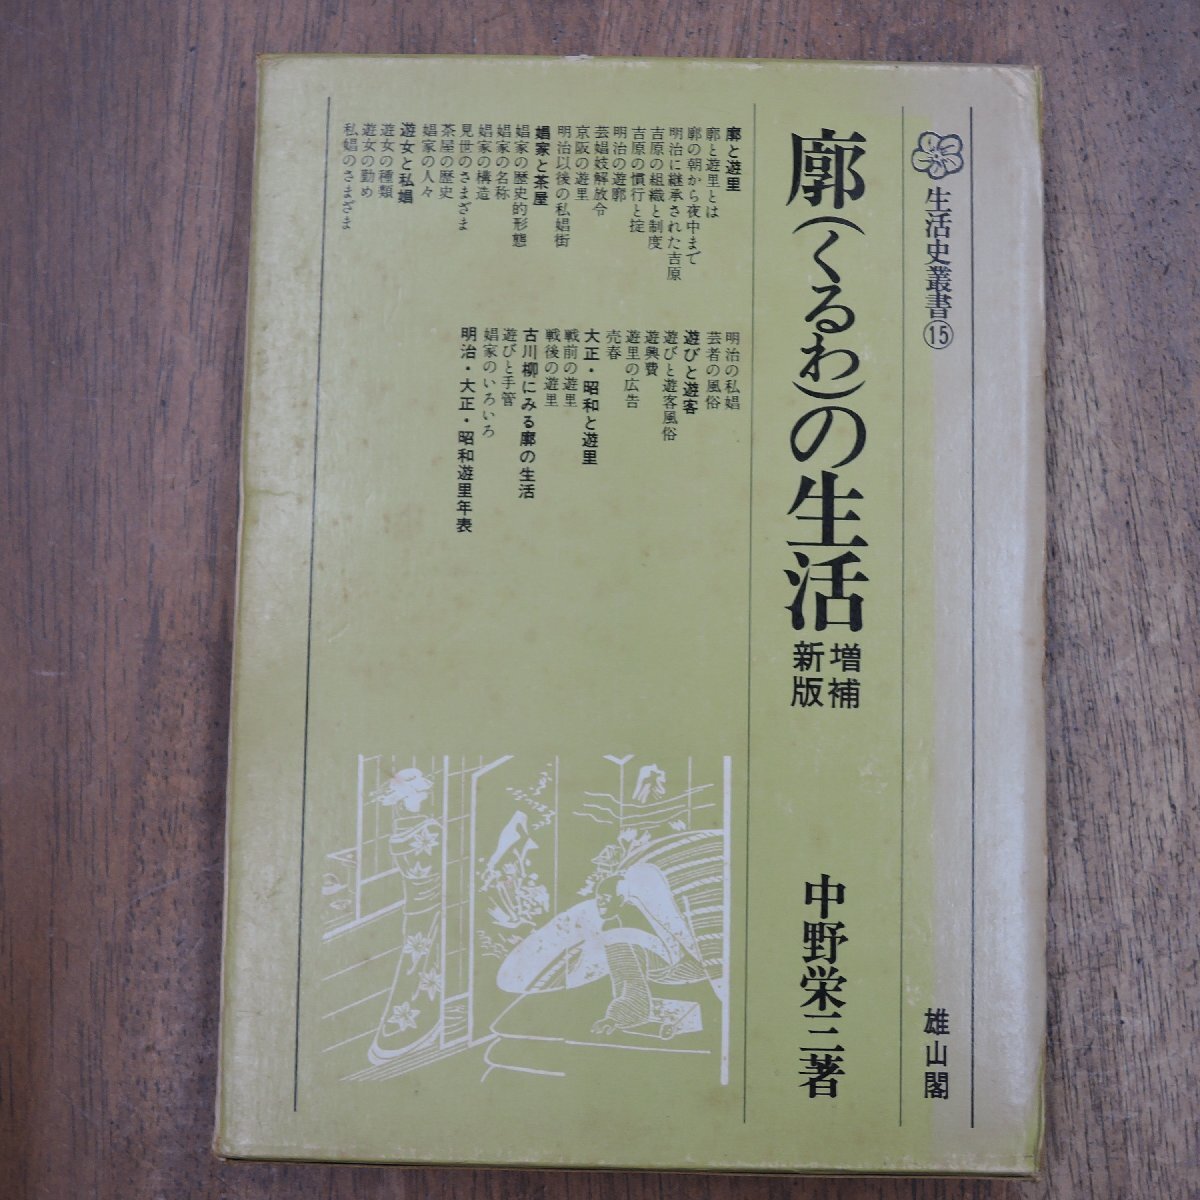 生活史叢書⑮
雄山閣
廓(くるわ)の生活
増補
新版
中野栄三著
廓と遊里
廓と遊里とは
廓の朝から夜中まで
明治に継承された吉原
吉原の組織と制度
吉原の慣行と掟
明治の遊廓
芸娼妓解放令
京阪の遊里
明治以後の私娼街
娼家と茶屋
娼家の歴史的形態
娼家の名称
娼家の構造
見世のさまざま
茶屋の歴史
娼家の人々
遊女と私娼
遊女の種類
遊女の勤め
私娼のさまざま
明治の私娼
芸者の風俗
遊びと遊客
遊びと遊客風俗
遊興費
遊里の広告
売春
大正・昭和と遊里
戦前の遊里
戦後の遊里
古川柳にみる廓の生活
遊びと手管
娼家のいろいろ
明治・大正・昭和遊里年表